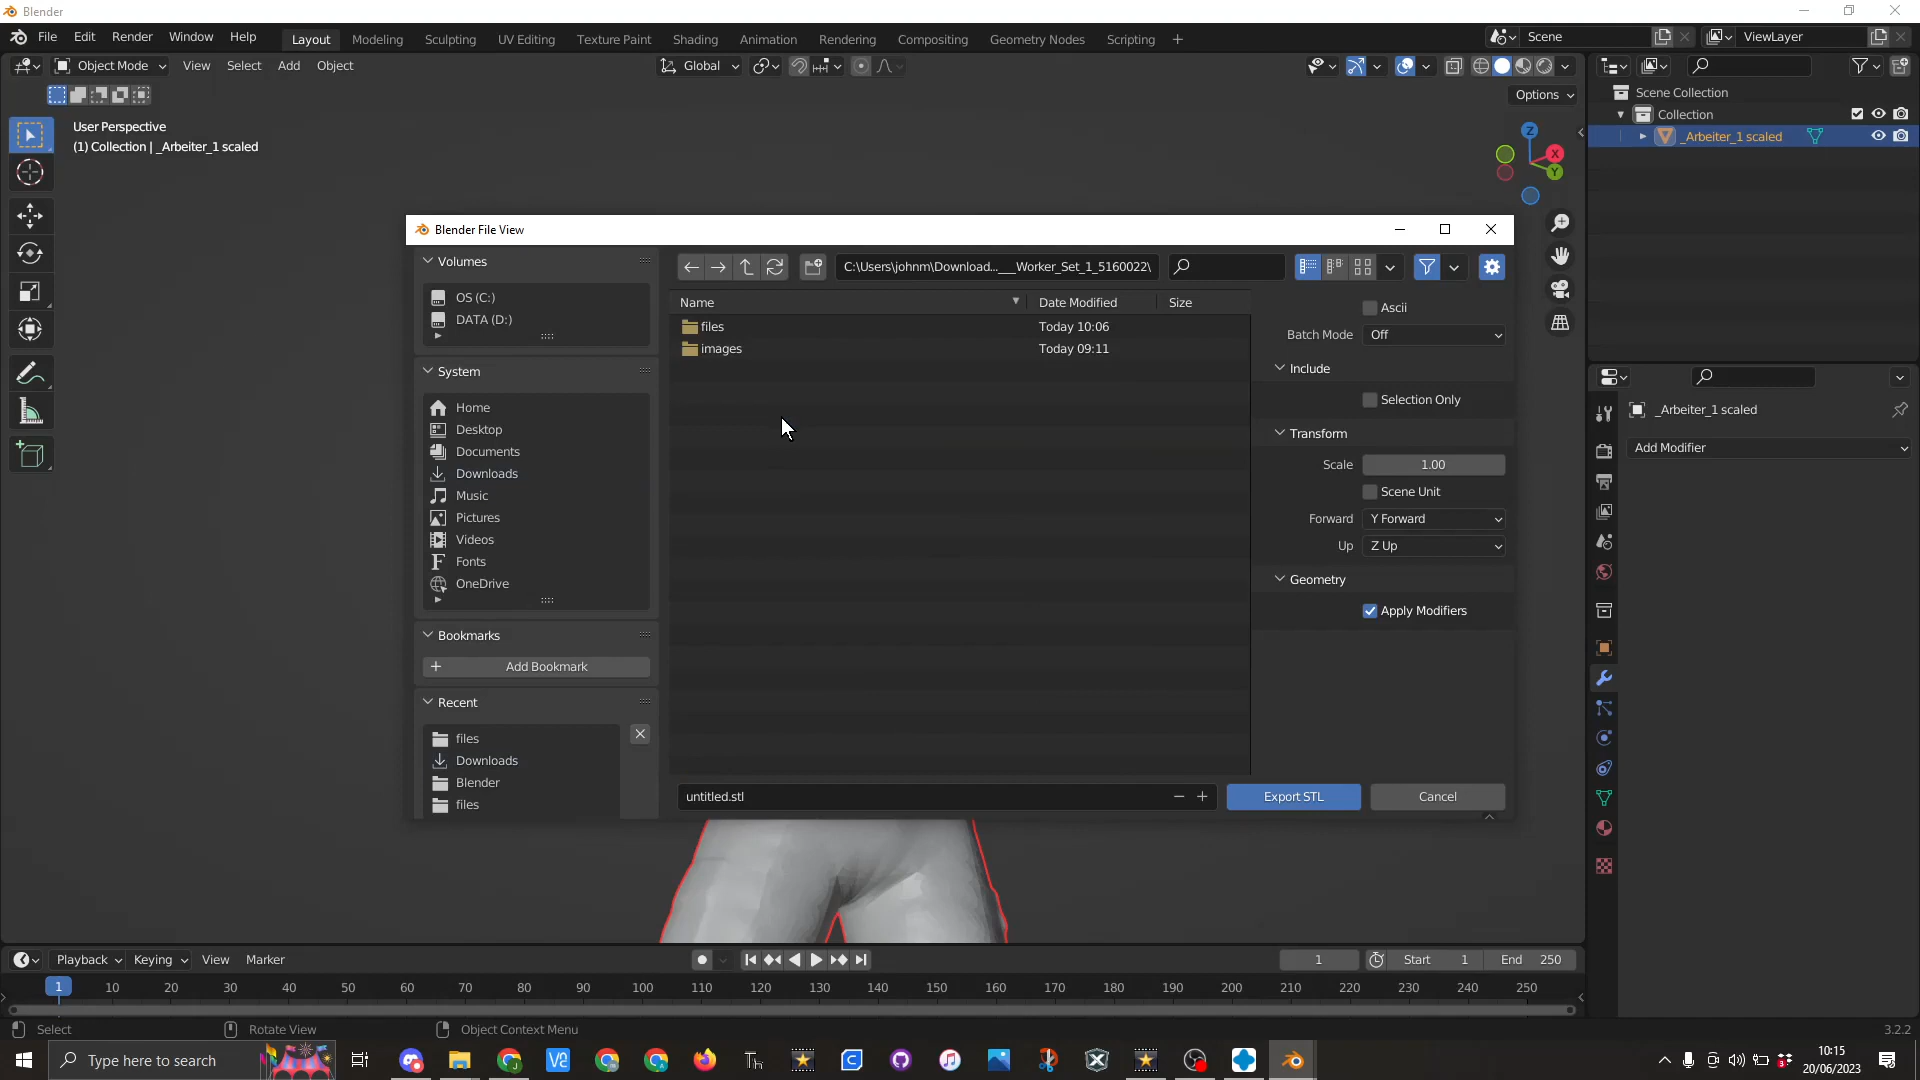 Blender
File Edit Render Window Help
Layout Modeling Sculpting UV Editing Texture Paint Shading Animation Rendering Compositing Geometry Nodes Scripting
Scene
ViewLayer
Object Mode View Select Add Object
Global
Options
User Perspective
(1) Collection | _Arbeiter_1 scaled
Z
X
Y
Scene Collection
Collection
_Arbeiter_1 scaled
Blender File View
Volumes
OS (C:)
DATA (D:)
System
Home
Desktop
Documents
Downloads
Music
Pictures
Videos
Fonts
OneDrive
Bookmarks
Add Bookmark
Recent
files
Downloads
Blender
files
C:\Users\johnm\Download...___Worker_Set_1_5160022\
Name Date Modified Size
files Today 10:06
images Today 09:11
untitled.stl
Ascii
Batch Mode Off
Include
Selection Only
Transform
Scale 1.00
Scene Unit
Forward Y Forward
Up Z Up
Geometry
Apply Modifiers
Export STL Cancel
_Arbeiter_1 scaled
Add Modifier
Playback Keying View Marker
1 Start 1 End 250
1 10 20 30 40 50 60 70 80 90 100 110 120 130 140 150 160 170 180 190 200 210 220 230 240 250
Select Rotate View Object Context Menu
3.2.2
Type here to search
10:15
20/06/2023